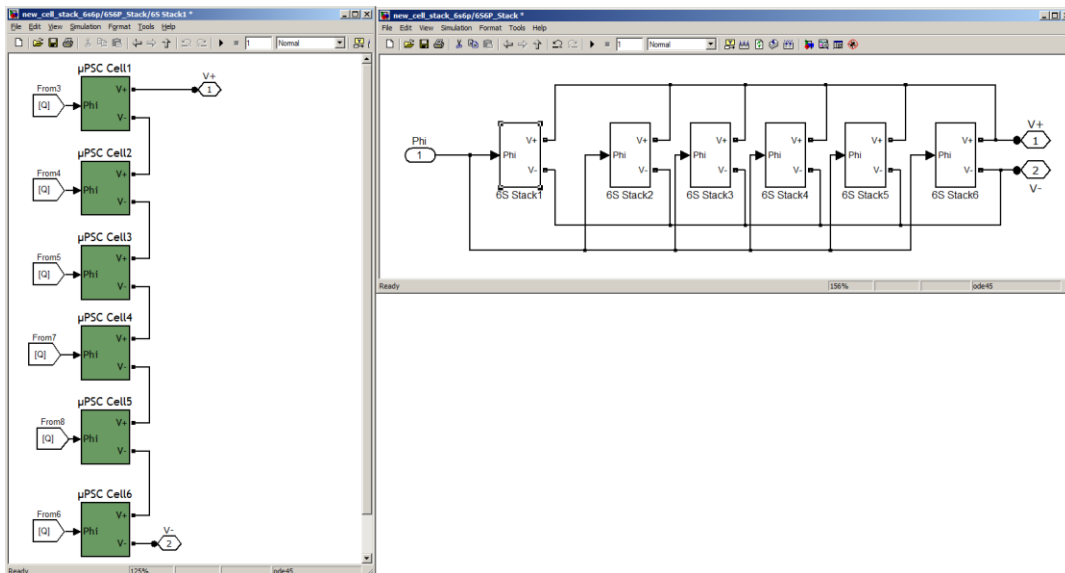 new_cell_stack_6s6p/6S6P_Stack/6S Stack1 *
File Edit View Simulation Format Tools Help
1
Normal
µPSC Cell1
From3
[Q]
Phi
V+
V-
V+
1
µPSC Cell2
From4
[Q]
Phi
V+
V-
µPSC Cell3
From5
[Q]
Phi
V+
V-
µPSC Cell4
From7
[Q]
Phi
V+
V-
µPSC Cell5
From8
[Q]
Phi
V+
V-
µPSC Cell6
From6
[Q]
Phi
V+
V-
V-
2
Ready
125%
ode45
new_cell_stack_6s6p/6S6P_Stack *
File Edit View Simulation Format Tools Help
1
Normal
Phi
1
Phi
V+
V-
6S Stack1
Phi
V+
V-
6S Stack2
Phi
V+
V-
6S Stack3
Phi
V+
V-
6S Stack4
Phi
V+
V-
6S Stack5
Phi
V+
V-
6S Stack6
V+
1
2
V-
Ready
156%
ode45